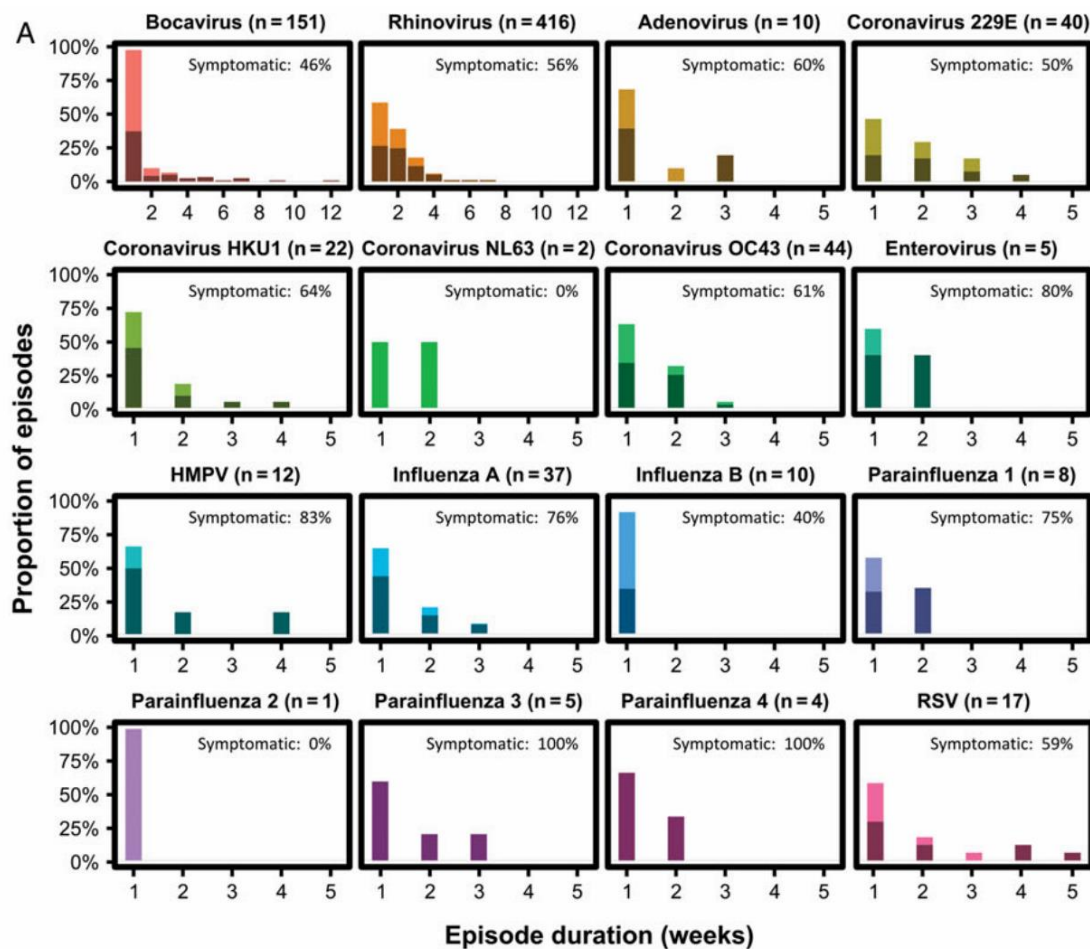 A
Bocavirus (n=151)
Rhinovirus (n=416)
Adenovirus (n=10)
Coronavirus 229E (n=40)
100%
75%
50%
25%
0%
Symptomatic: 46%
Symptomatic: 56%
Symptomatic: 60%
Symptomatic: 50%
2 4 6 8 10 12
2 4 6 8 10 12
1 2 3 4 5
1 2 3 4 5
Coronavirus HKU1 (n=22)
Coronavirus NL63 (n=2)
Coronavirus OC43 (n=44)
Enterovirus (n=5)
100%
75%
50%
25%
0%
Symptomatic: 64%
Symptomatic: 0%
Symptomatic: 61%
Symptomatic: 80%
1 2 3 4 5
1 2 3 4 5
1 2 3 4 5
1 2 3 4 5
Proportion of episodes
HMPV (n=12)
Influenza A (n=37)
Influenza B (n=10)
Parainfluenza 1 (n=8)
100%
75%
50%
25%
0%
Symptomatic: 83%
Symptomatic: 76%
Symptomatic: 40%
Symptomatic: 75%
1 2 3 4 5
1 2 3 4 5
1 2 3 4 5
1 2 3 4 5
Parainfluenza 2 (n=1)
Parainfluenza 3 (n=5)
Parainfluenza 4 (n=4)
RSV (n=17)
100%
75%
50%
25%
0%
Symptomatic: 0%
Symptomatic: 100%
Symptomatic: 100%
Symptomatic: 59%
1 2 3 4 5
1 2 3 4 5
1 2 3 4 5
1 2 3 4 5
Episode duration (weeks)